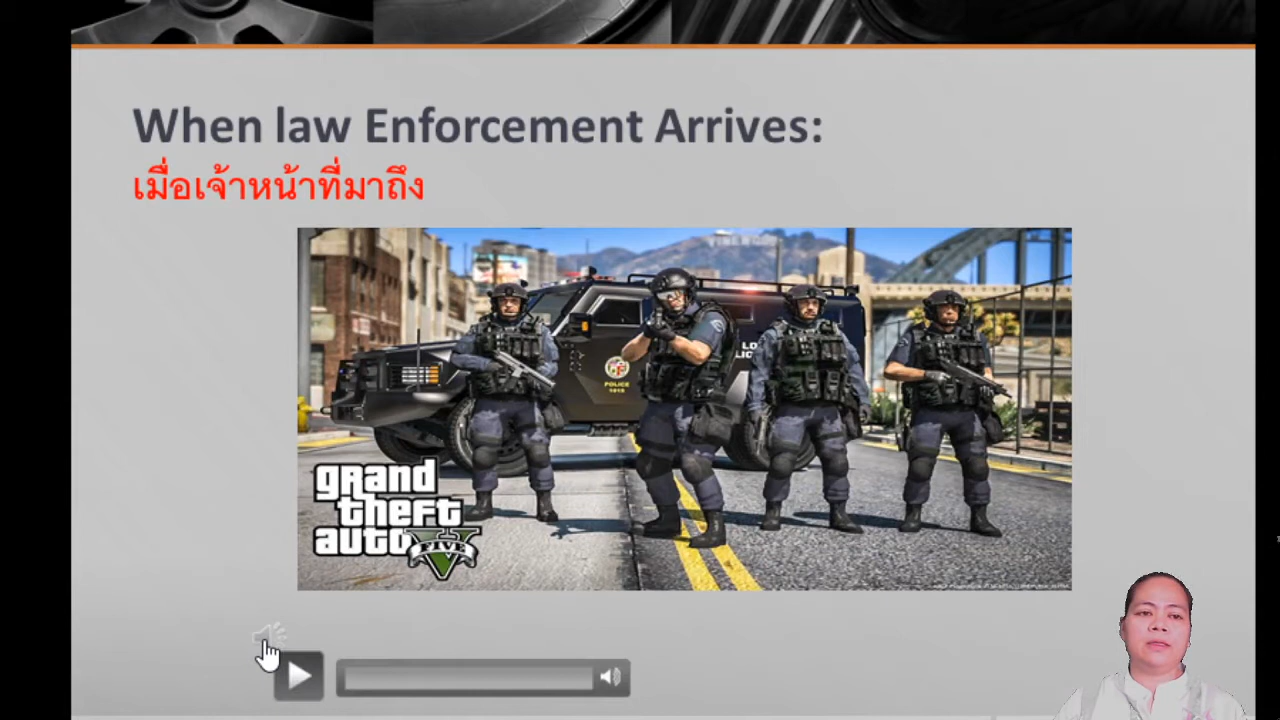 When law Enforcement Arrives:
เมื่อเจ้าหน้าที่มาถึง
POLICE
grand
theft
auto
FIVE